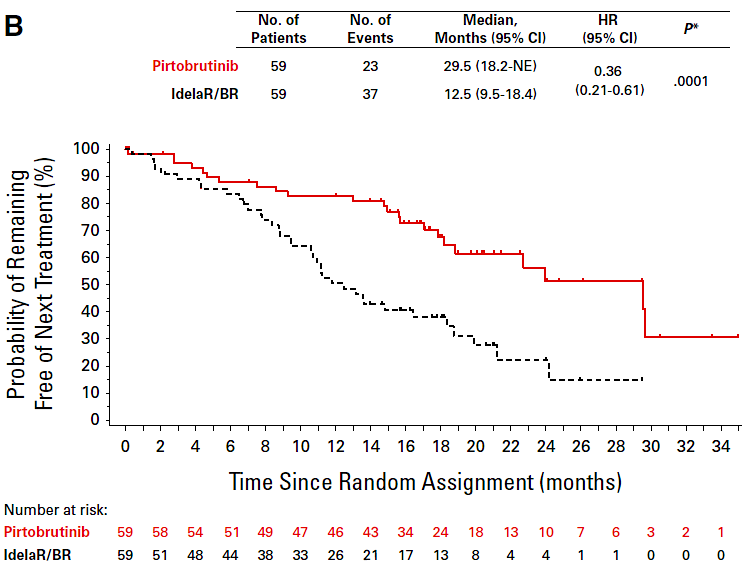 B
No. of Patients No. of Events Median, Months (95% CI) HR (95% CI) P*
Pirtobrutinib 59 23 29.5 (18.2-NE) 0.36 (0.21-0.61) .0001
IdelaR/BR 59 37 12.5 (9.5-18.4)
Probability of Remaining
Free of Next Treatment (%)
100
90
80
70
60
50
40
30
20
10
0
0 2 4 6 8 10 12 14 16 18 20 22 24 26 28 30 32 34
Time Since Random Assignment (months)
Number at risk:
Pirtobrutinib 59 58 54 51 49 47 46 43 34 24 18 13 10 7 6 3 2 1
IdelaR/BR 59 51 48 44 38 33 26 21 17 13 8 4 4 1 1 0 0 0